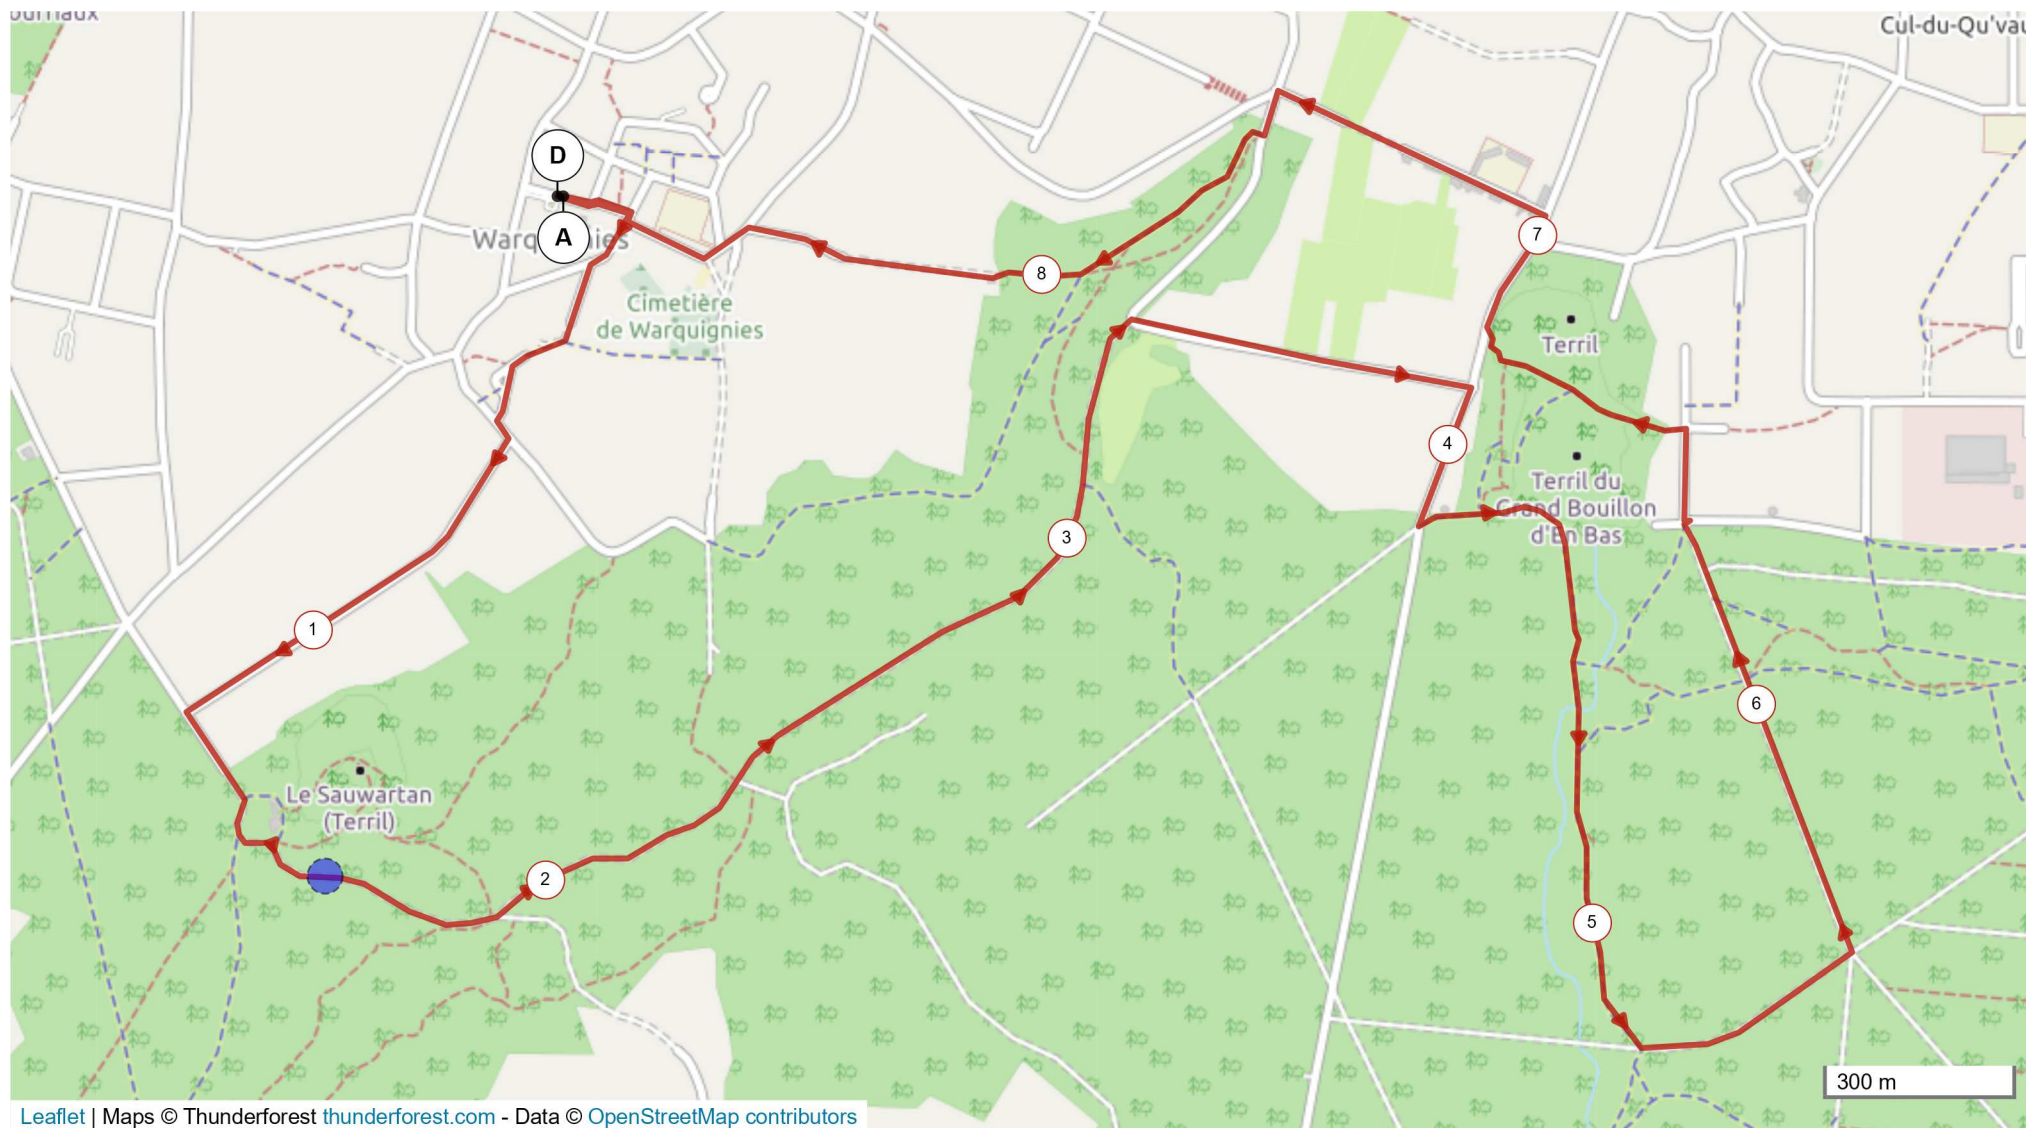 Cul-du-Qu'vau
D
A
Cimetière
de Warquignies
8
7
Terril
4
Terril du
Grand Bouillon
d'En Bas
3
1
6
Le Sauwartan
(Terril)
2
5
300 m
Leaflet | Maps © Thunderforest thunderforest.com - Data © OpenStreetMap contributors